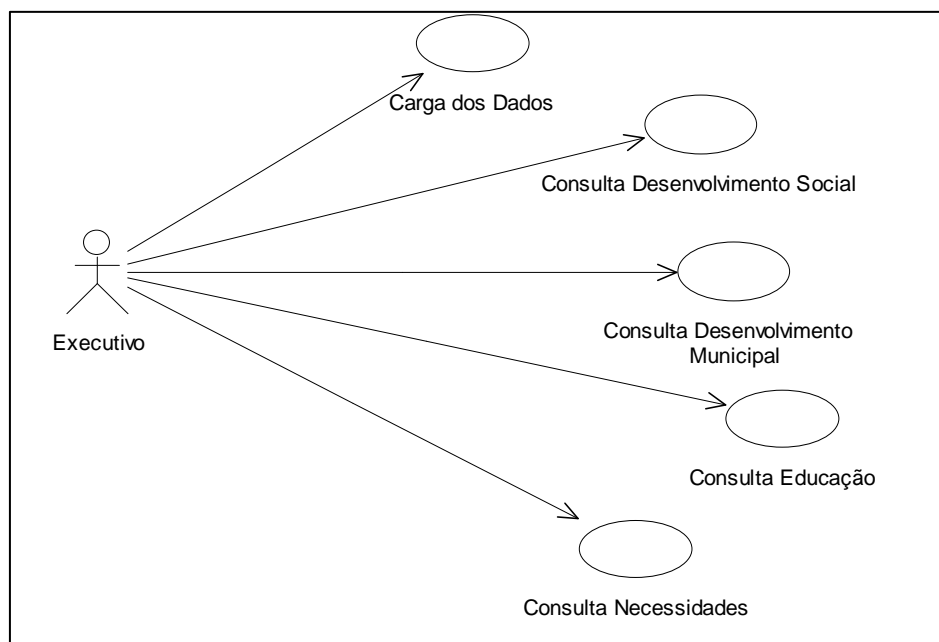 Carga dos Dados
Consulta Desenvolvimento Social
Executivo
Consulta Desenvolvimento
Municipal
Consulta Educação
Consulta Necessidades